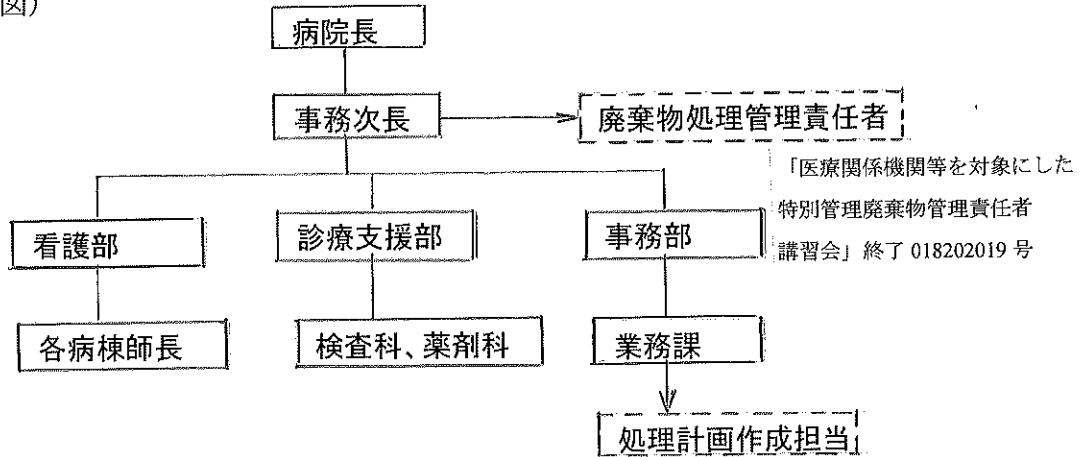 図)
病院長
事務次長
廃棄物処理管理責任者
「医療関係機関等を対象にした
特別管理廃棄物管理責任者
講習会」終了 018202019 号
看護部
診療支援部
事務部
各病棟師長
検査科、薬剤科
業務課
処理計画作成担当